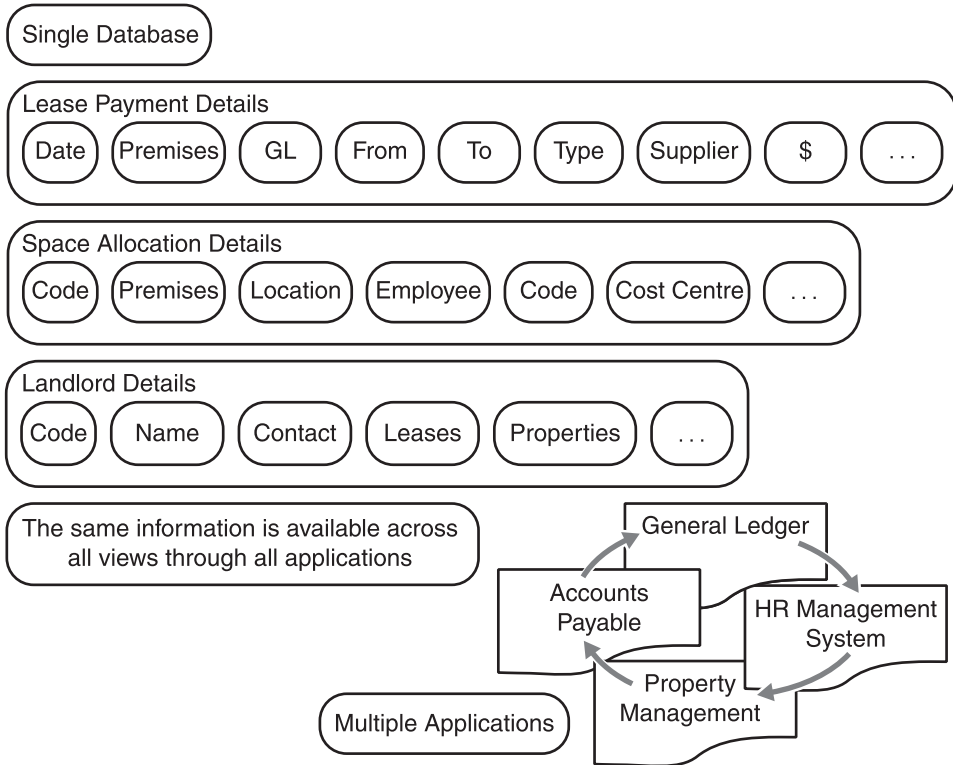 Single Database
Lease Payment Details
Date Premises GL From To Type Supplier $ ...
Space Allocation Details
Code Premises Location Employee Code Cost Centre ...
Landlord Details
Code Name Contact Leases Properties ...
The same information is available across
all views through all applications
General Ledger
Accounts
Payable
HR Management
System
Property
Management
Multiple Applications